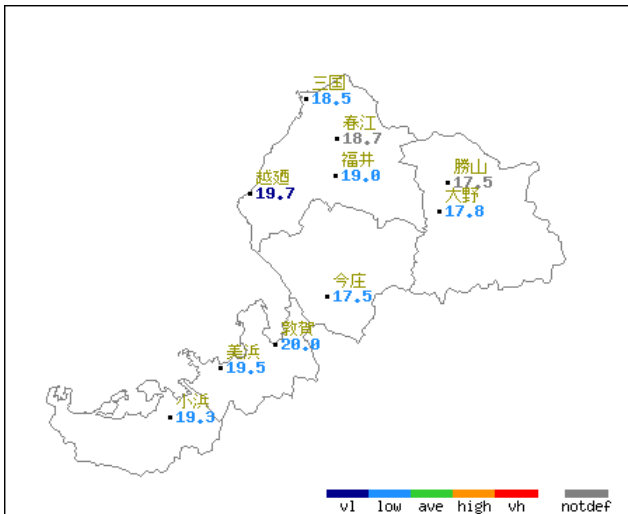 三国
18.5
春江
18.7
福井
19.0
越廼
19.7
勝山
17.5
大野
17.8
今庄
17.5
敦賀
20.0
美浜
19.5
小浜
19.3
vl low ave high vh notdef